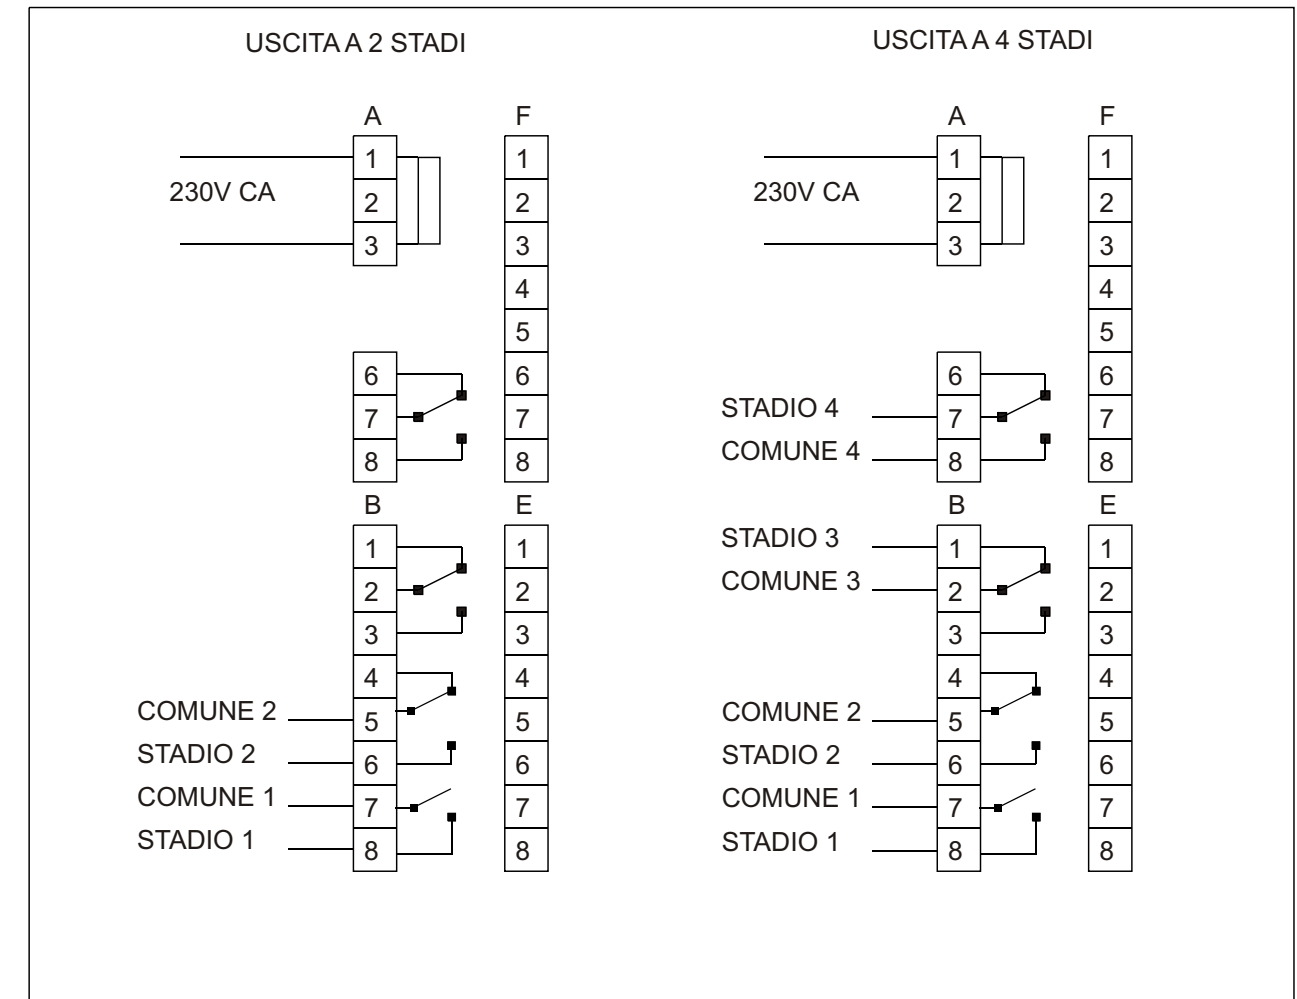 USCITA A 2 STADI
A F
1 1
230V CA 2 2
3 3
4
5
6 6
7 7
8 8
B E
1 1
2 2
3 3
4 4
COMUNE 2 5 5
STADIO 2 6 6
COMUNE 1 7 7
STADIO 1 8 8
USCITA A 4 STADI
A F
1 1
230V CA 2 2
3 3
4
5
6 6
STADIO 4 7 7
COMUNE 4 8 8
B E
STADIO 3 1 1
COMUNE 3 2 2
3 3
4 4
COMUNE 2 5 5
STADIO 2 6 6
COMUNE 1 7 7
STADIO 1 8 8